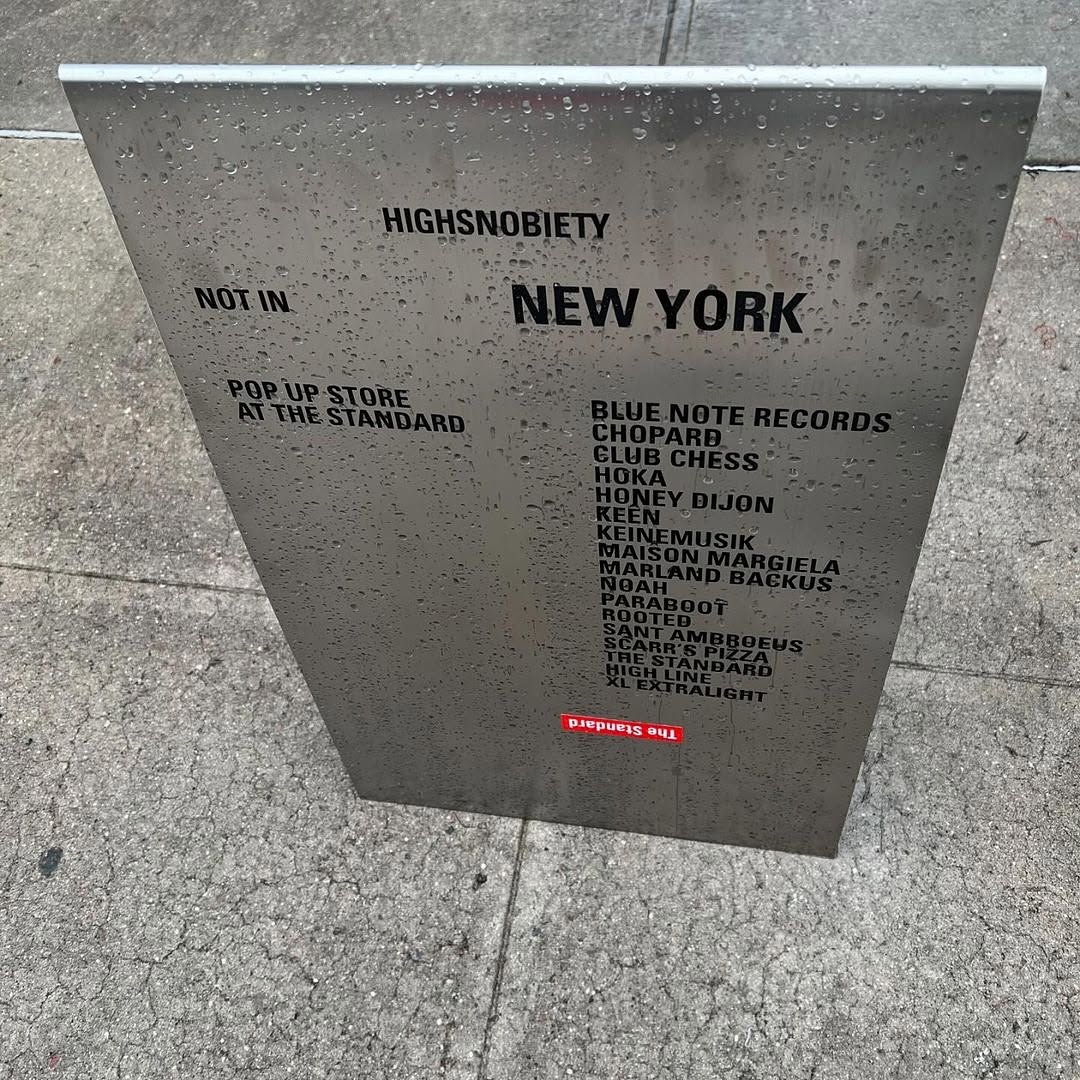 HIGHSNOBIETY
NOT IN
NEW YORK
POP UP STORE
AT THE STANDARD
BLUE NOTE RECORDS
CHOPARD
CLUB CHESS
HOKA
HONEY DIJON
KEEN
KEINEMUSIK
MAISON MARGIELA
MARLAND BACKUS
NOAH
PARABOOT
ROOTED
SANT AMBROEUS
SCARR'S PIZZA
THE STANDARD
HIGH LINE
XL EXTRALIGHT
The Standard